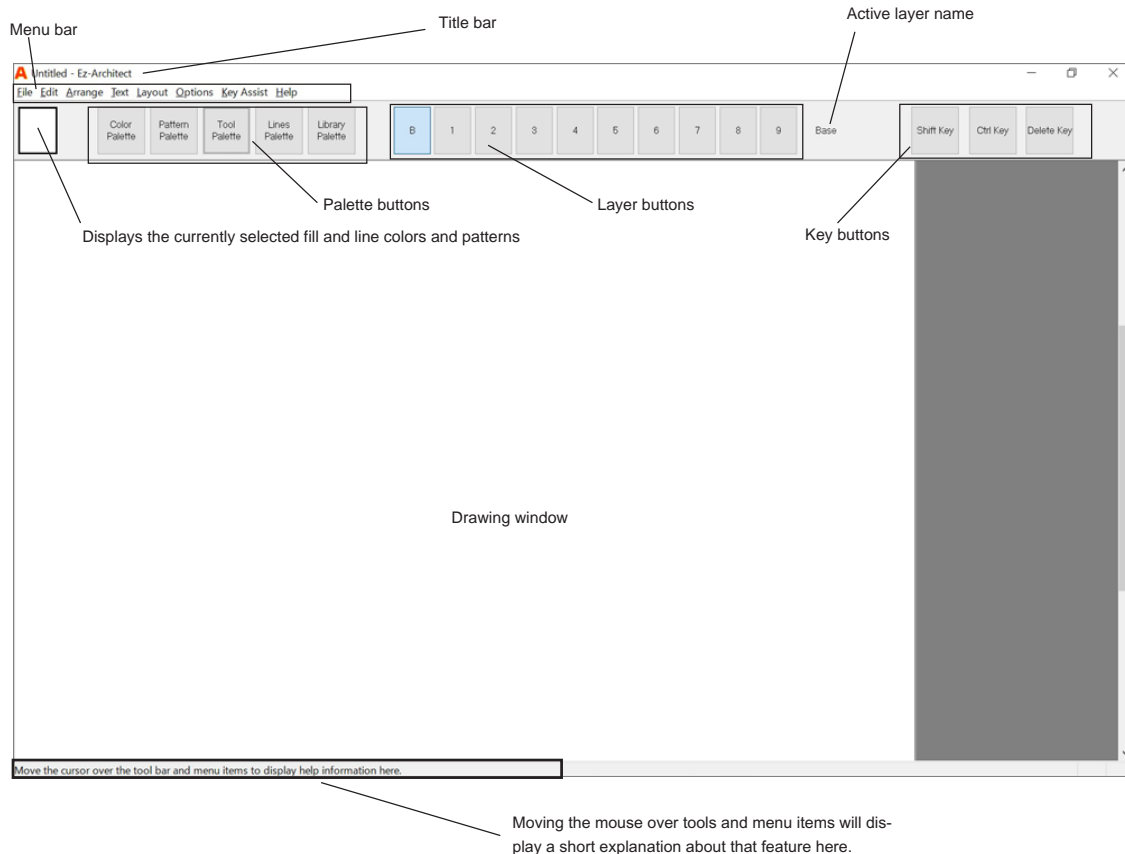 Active layer name
Title bar
Menu bar
Untitled - Ez-Architect
File Edit Arrange Text Layout Options Key Assist Help
Color Palette
Pattern Palette
Tool Palette
Lines Palette
Library Palette
B 1 2 3 4 5 6 7 8 9 Base
Shift Key Ctrl Key Delete Key
Palette buttons
Layer buttons
Displays the currently selected fill and line colors and patterns
Key buttons
Drawing window
Move the cursor over the tool bar and menu items to display help information here.
Moving the mouse over tools and menu items will dis-
play a short explanation about that feature here.